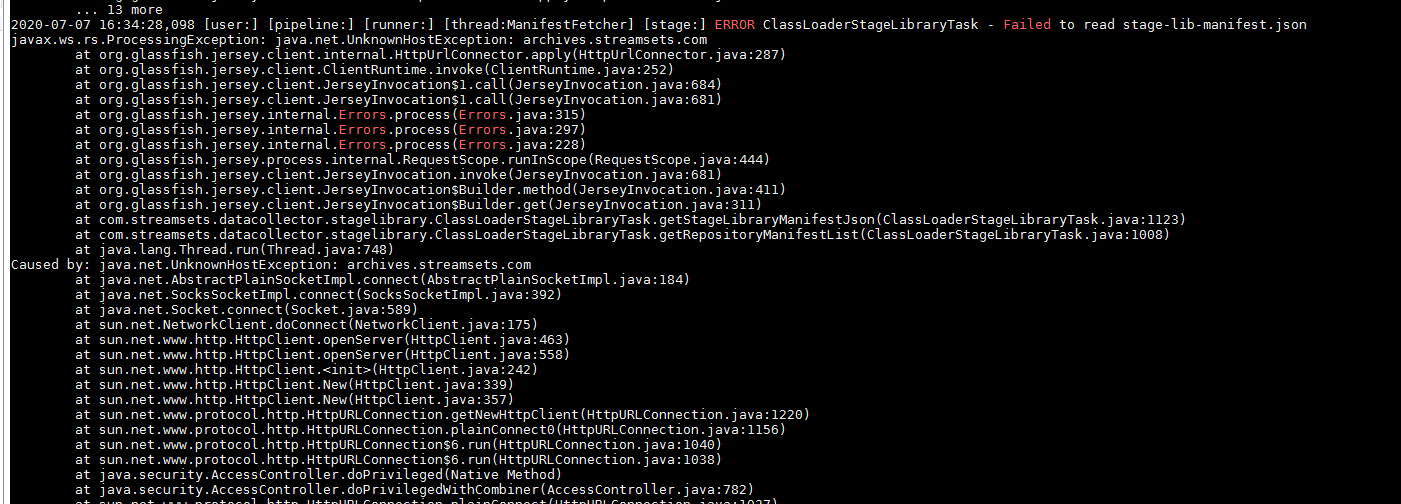 ... 13 more
2020-07-07 16:34:28,098 [user:] [pipeline:] [runner:] [thread:ManifestFetcher] [stage:] ERROR ClassLoaderStageLibraryTask - Failed to read stage-lib-manifest.json
javax.ws.rs.ProcessingException: java.net.UnknownHostException: archives.streamsets.com
at org.glassfish.jersey.client.internal.HttpUrlConnector.apply(HttpUrlConnector.java:287)
at org.glassfish.jersey.client.ClientRuntime.invoke(ClientRuntime.java:252)
at org.glassfish.jersey.client.JerseyInvocation$1.call(JerseyInvocation.java:684)
at org.glassfish.jersey.client.JerseyInvocation$1.call(JerseyInvocation.java:681)
at org.glassfish.jersey.internal.Errors.process(Errors.java:315)
at org.glassfish.jersey.internal.Errors.process(Errors.java:297)
at org.glassfish.jersey.internal.Errors.process(Errors.java:228)
at org.glassfish.jersey.process.internal.RequestScope.runInScope(RequestScope.java:444)
at org.glassfish.jersey.client.JerseyInvocation.invoke(JerseyInvocation.java:681)
at org.glassfish.jersey.client.JerseyInvocation$Builder.method(JerseyInvocation.java:411)
at org.glassfish.jersey.client.JerseyInvocation$Builder.get(JerseyInvocation.java:311)
at com.streamsets.datacollector.stagelibrary.ClassLoaderStageLibraryTask.getStageLibraryManifestJson(ClassLoaderStageLibraryTask.java:1123)
at com.streamsets.datacollector.stagelibrary.ClassLoaderStageLibraryTask.getRepositoryManifestList(ClassLoaderStageLibraryTask.java:1008)
at java.lang.Thread.run(Thread.java:748)
Caused by: java.net.UnknownHostException: archives.streamsets.com
at java.net.AbstractPlainSocketImpl.connect(AbstractPlainSocketImpl.java:184)
at java.net.SocksSocketImpl.connect(SocksSocketImpl.java:392)
at java.net.Socket.connect(Socket.java:589)
at sun.net.NetworkClient.doConnect(NetworkClient.java:175)
at sun.net.www.http.HttpClient.openServer(HttpClient.java:463)
at sun.net.www.http.HttpClient.openServer(HttpClient.java:558)
at sun.net.www.http.HttpClient.<init>(HttpClient.java:242)
at sun.net.www.http.HttpClient.New(HttpClient.java:339)
at sun.net.www.http.HttpClient.New(HttpClient.java:357)
at sun.net.www.protocol.http.HttpURLConnection.getNewHttpClient(HttpURLConnection.java:1220)
at sun.net.www.protocol.http.HttpURLConnection.plainConnect0(HttpURLConnection.java:1156)
at sun.net.www.protocol.http.HttpURLConnection$6.run(HttpURLConnection.java:1040)
at sun.net.www.protocol.http.HttpURLConnection$6.run(HttpURLConnection.java:1038)
at java.security.AccessController.doPrivileged(Native Method)
at java.security.AccessController.doPrivilegedWithCombiner(AccessController.java:782)